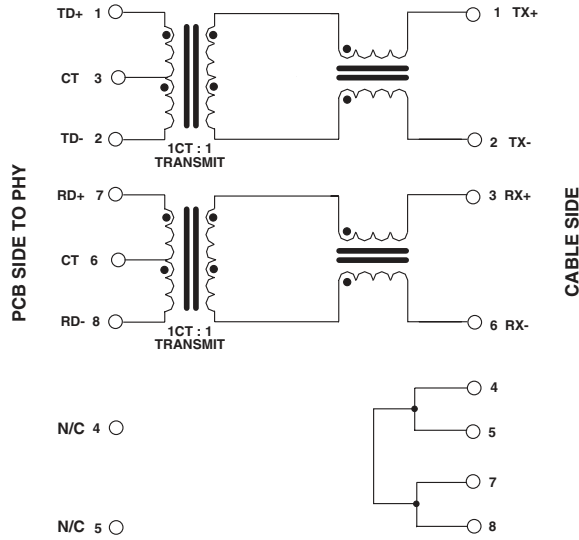 TD+ 1
1 TX+
CT 3
TD- 2
2 TX-
1CT : 1
TRANSMIT
PCB SIDE TO PHY
CABLE SIDE
RD+ 7
3 RX+
CT 6
RD- 8
6 RX-
1CT : 1
TRANSMIT
4
N/C 4
5
7
N/C 5
8